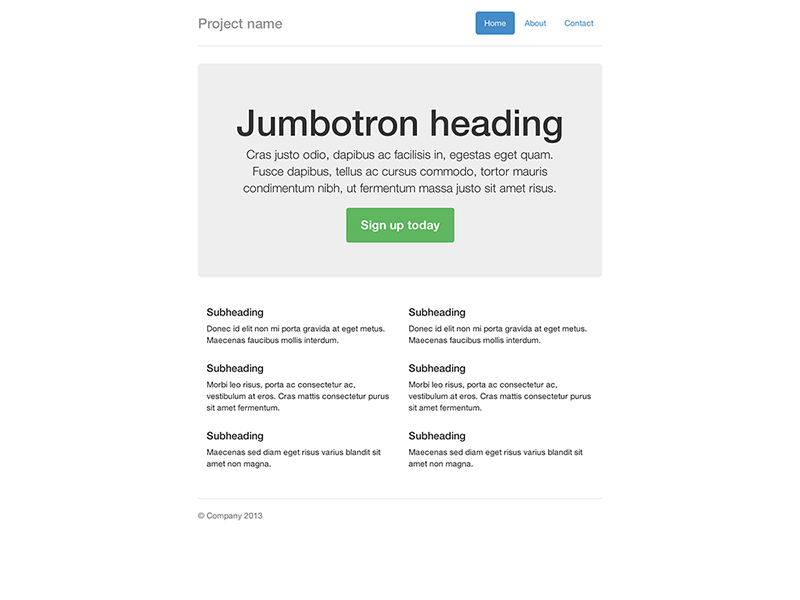 Project name
Home
About
Contact
Jumbotron heading
Cras justo odio, dapibus ac facilisis in, egestas eget quam.
Fusce dapibus, tellus ac cursus commodo, tortor mauris
condimentum nibh, ut fermentum massa justo sit amet risus.
Sign up today
Subheading
Donec id elit non mi porta gravida at eget metus.
Maecenas faucibus mollis interdum.
Subheading
Morbi leo risus, porta ac consectetur ac,
vestibulum at eros. Cras mattis consectetur purus
sit amet fermentum.
Subheading
Maecenas sed diam eget risus varius blandit sit
amet non magna.
Subheading
Donec id elit non mi porta gravida at eget metus.
Maecenas faucibus mollis interdum.
Subheading
Morbi leo risus, porta ac consectetur ac,
vestibulum at eros. Cras mattis consectetur purus
sit amet fermentum.
Subheading
Maecenas sed diam eget risus varius blandit sit
amet non magna.
© Company 2013